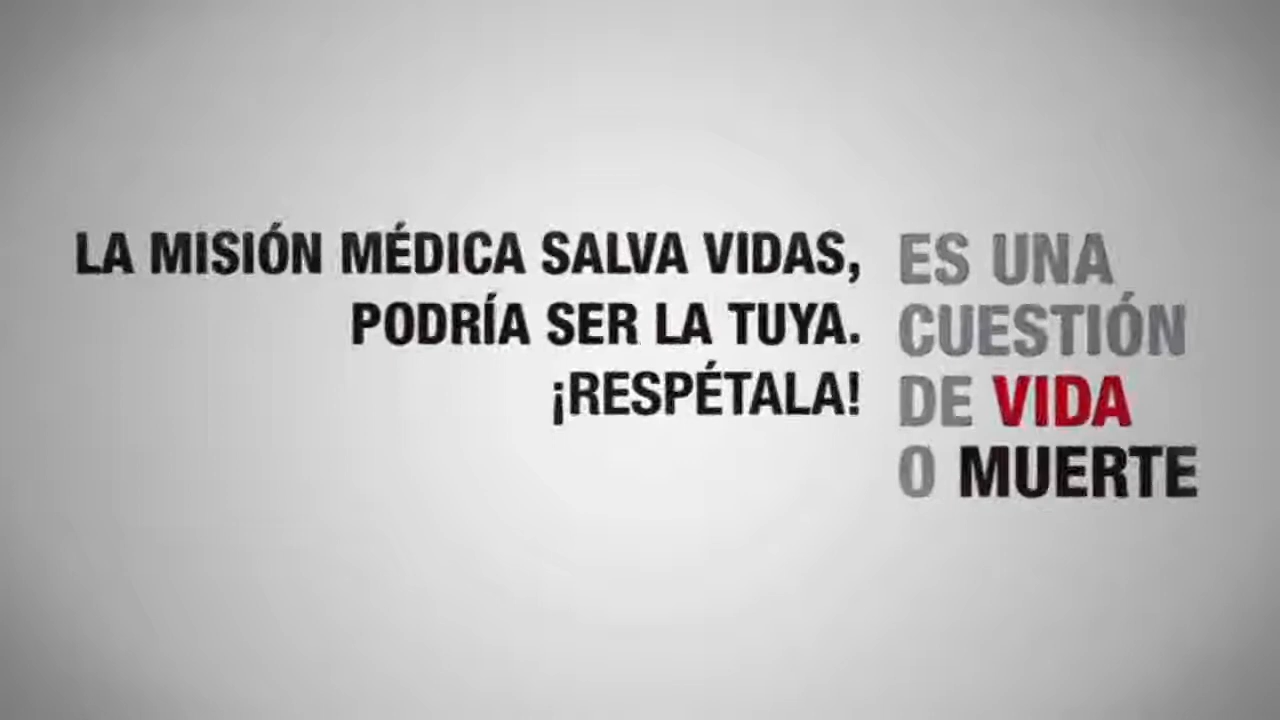 LA MISIÓN MÉDICA SALVA VIDAS,
PODRÍA SER LA TUYA.
¡RESPÉTALA!
ES UNA
CUESTIÓN
DE VIDA
O MUERTE